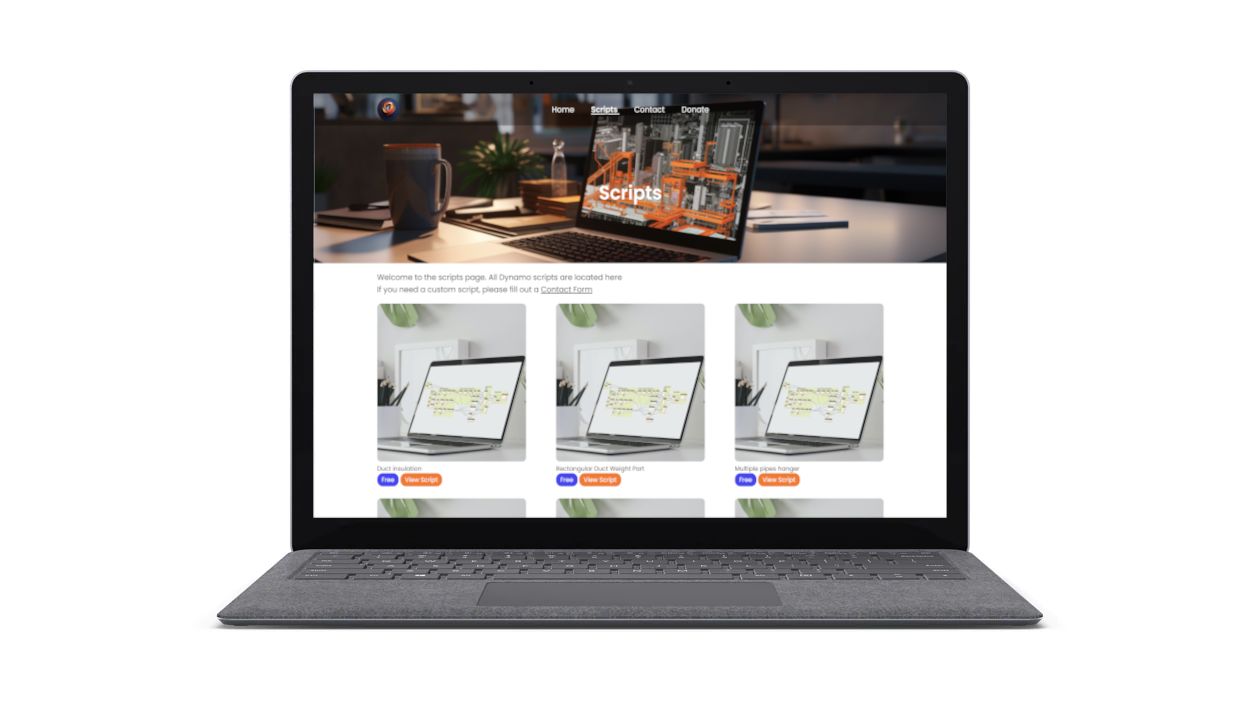 Home Scripts Contact Donate
Scripts
Welcome to the scripts page. All Dynamo scripts are located here
If you need a custom script, please fill out a Contact Form
Duct insulation
Rectangular Duct Weight Part
Multiple pipes hanger
Free View Script
Free View Script
Free View Script